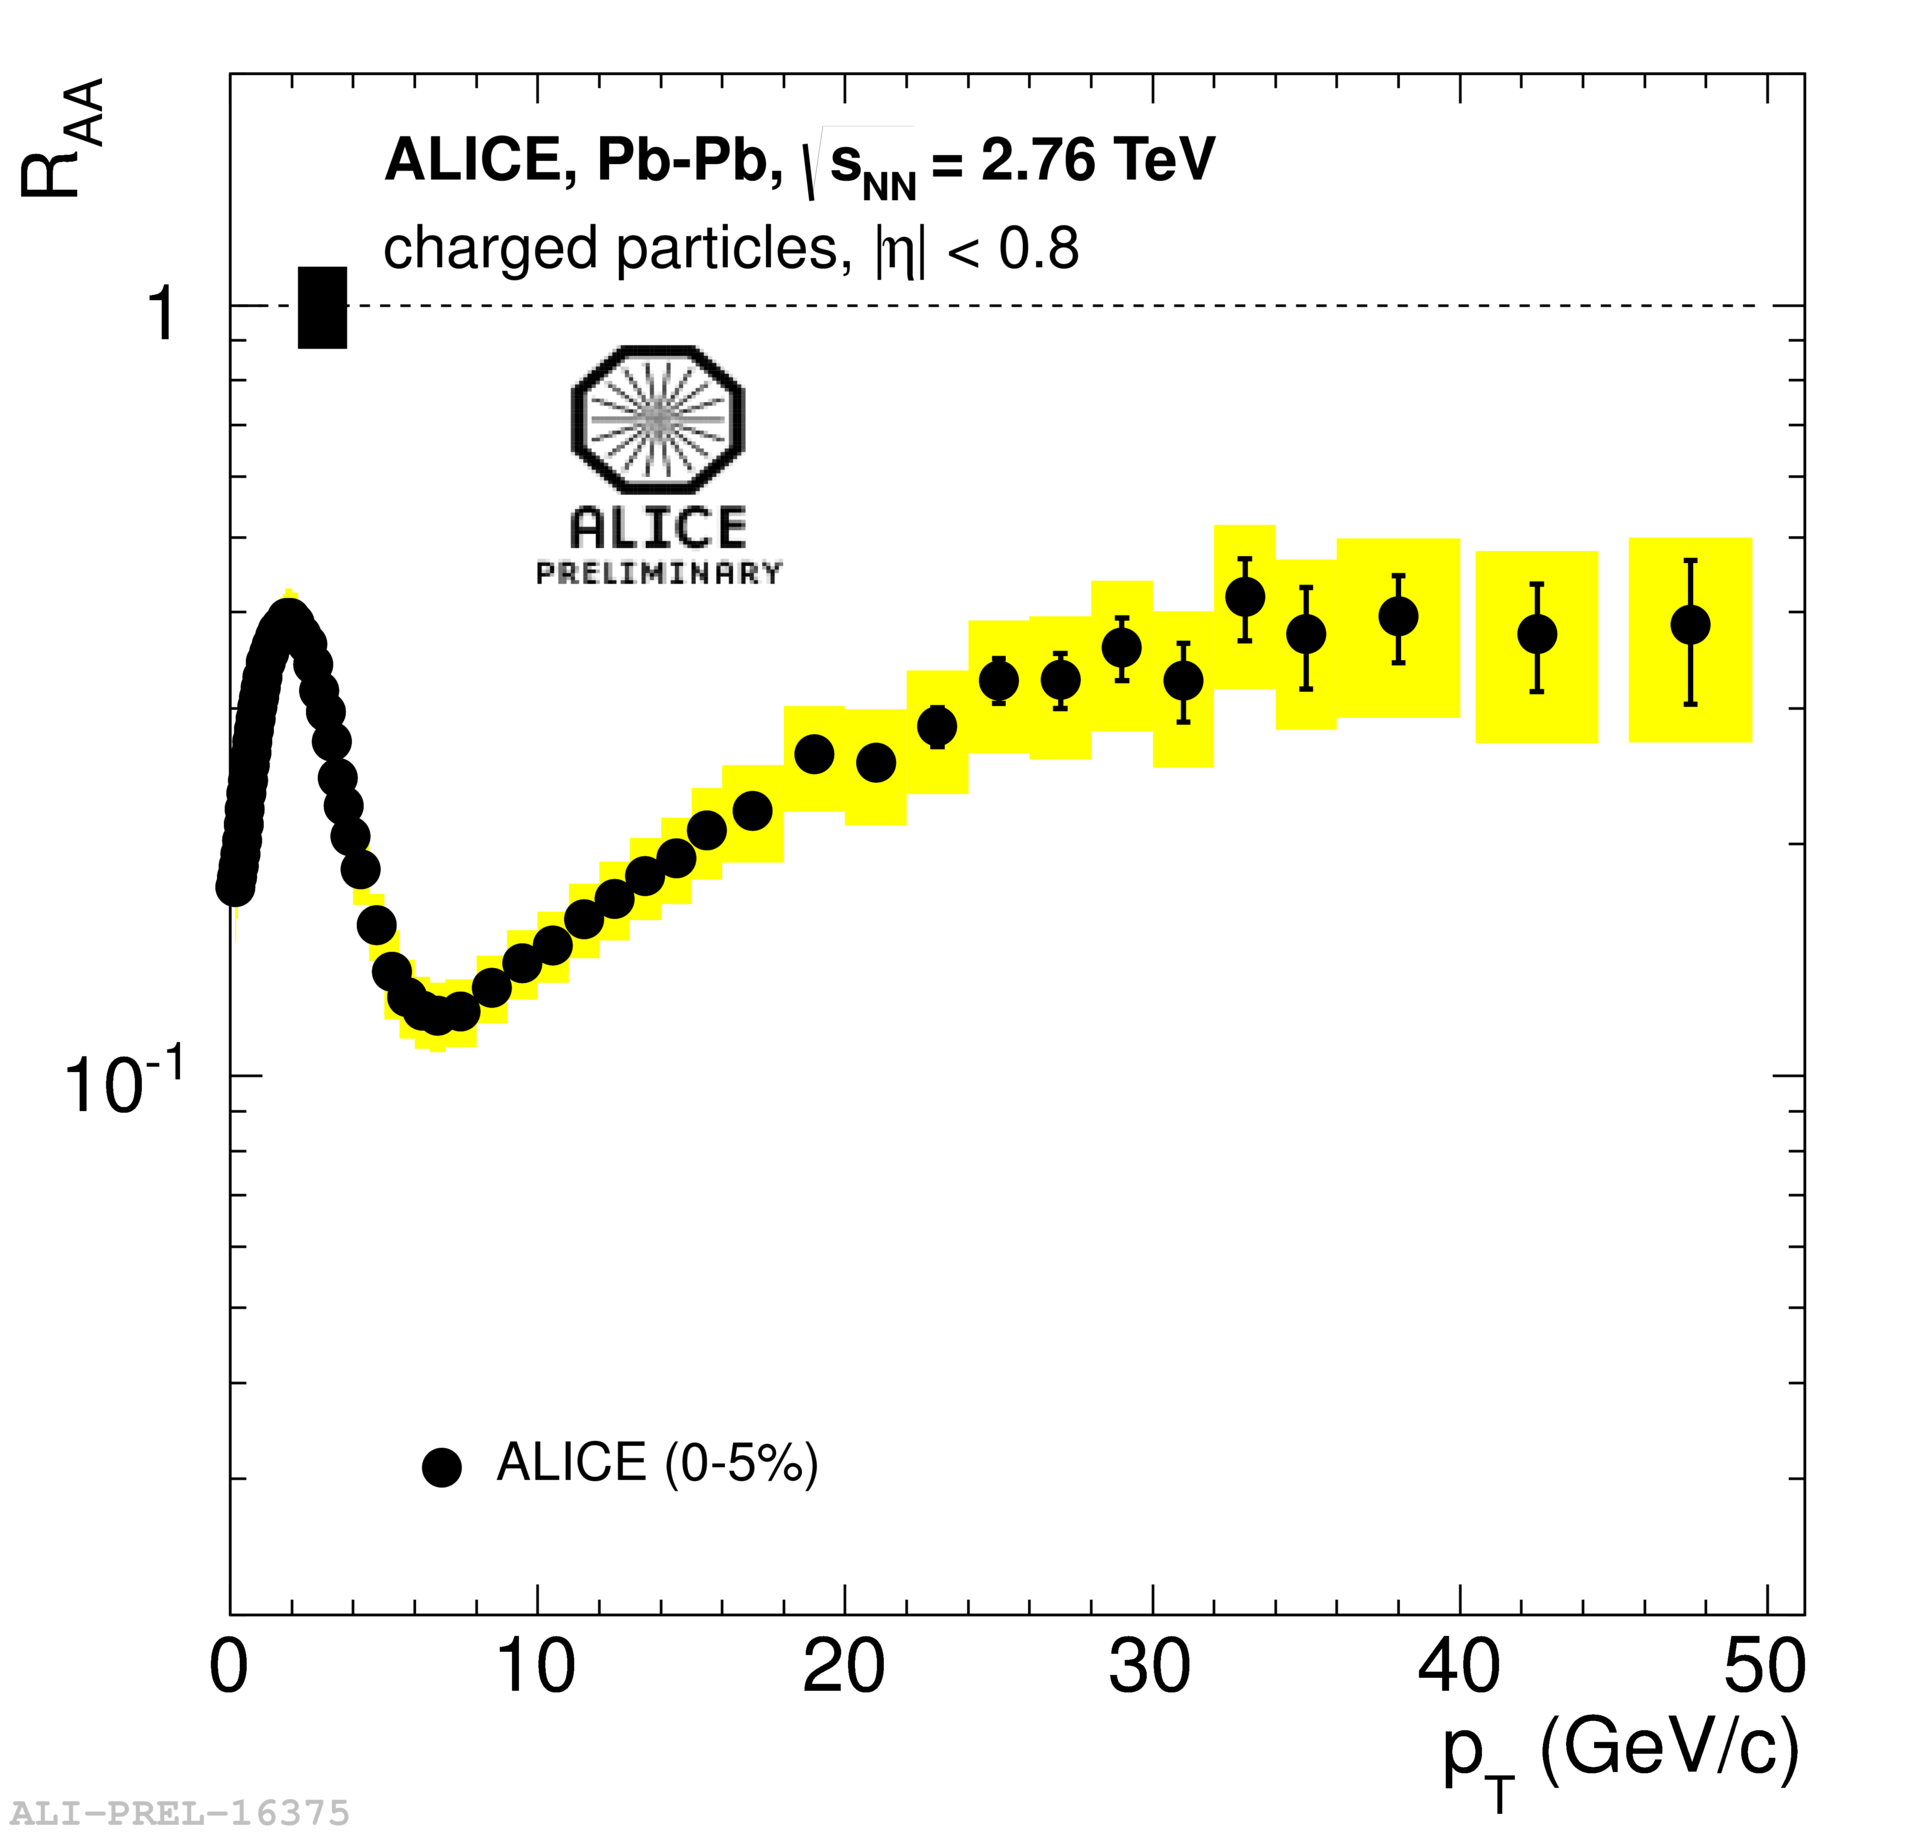 R_AA
ALICE, Pb-Pb, √s_NN = 2.76 TeV
charged particles, |η| < 0.8
1
ALICE
PRELIMINARY
10^-1
ALICE (0-5%)
0 10 20 30 40 50
p_T (GeV/c)
ALI-PREL-16375